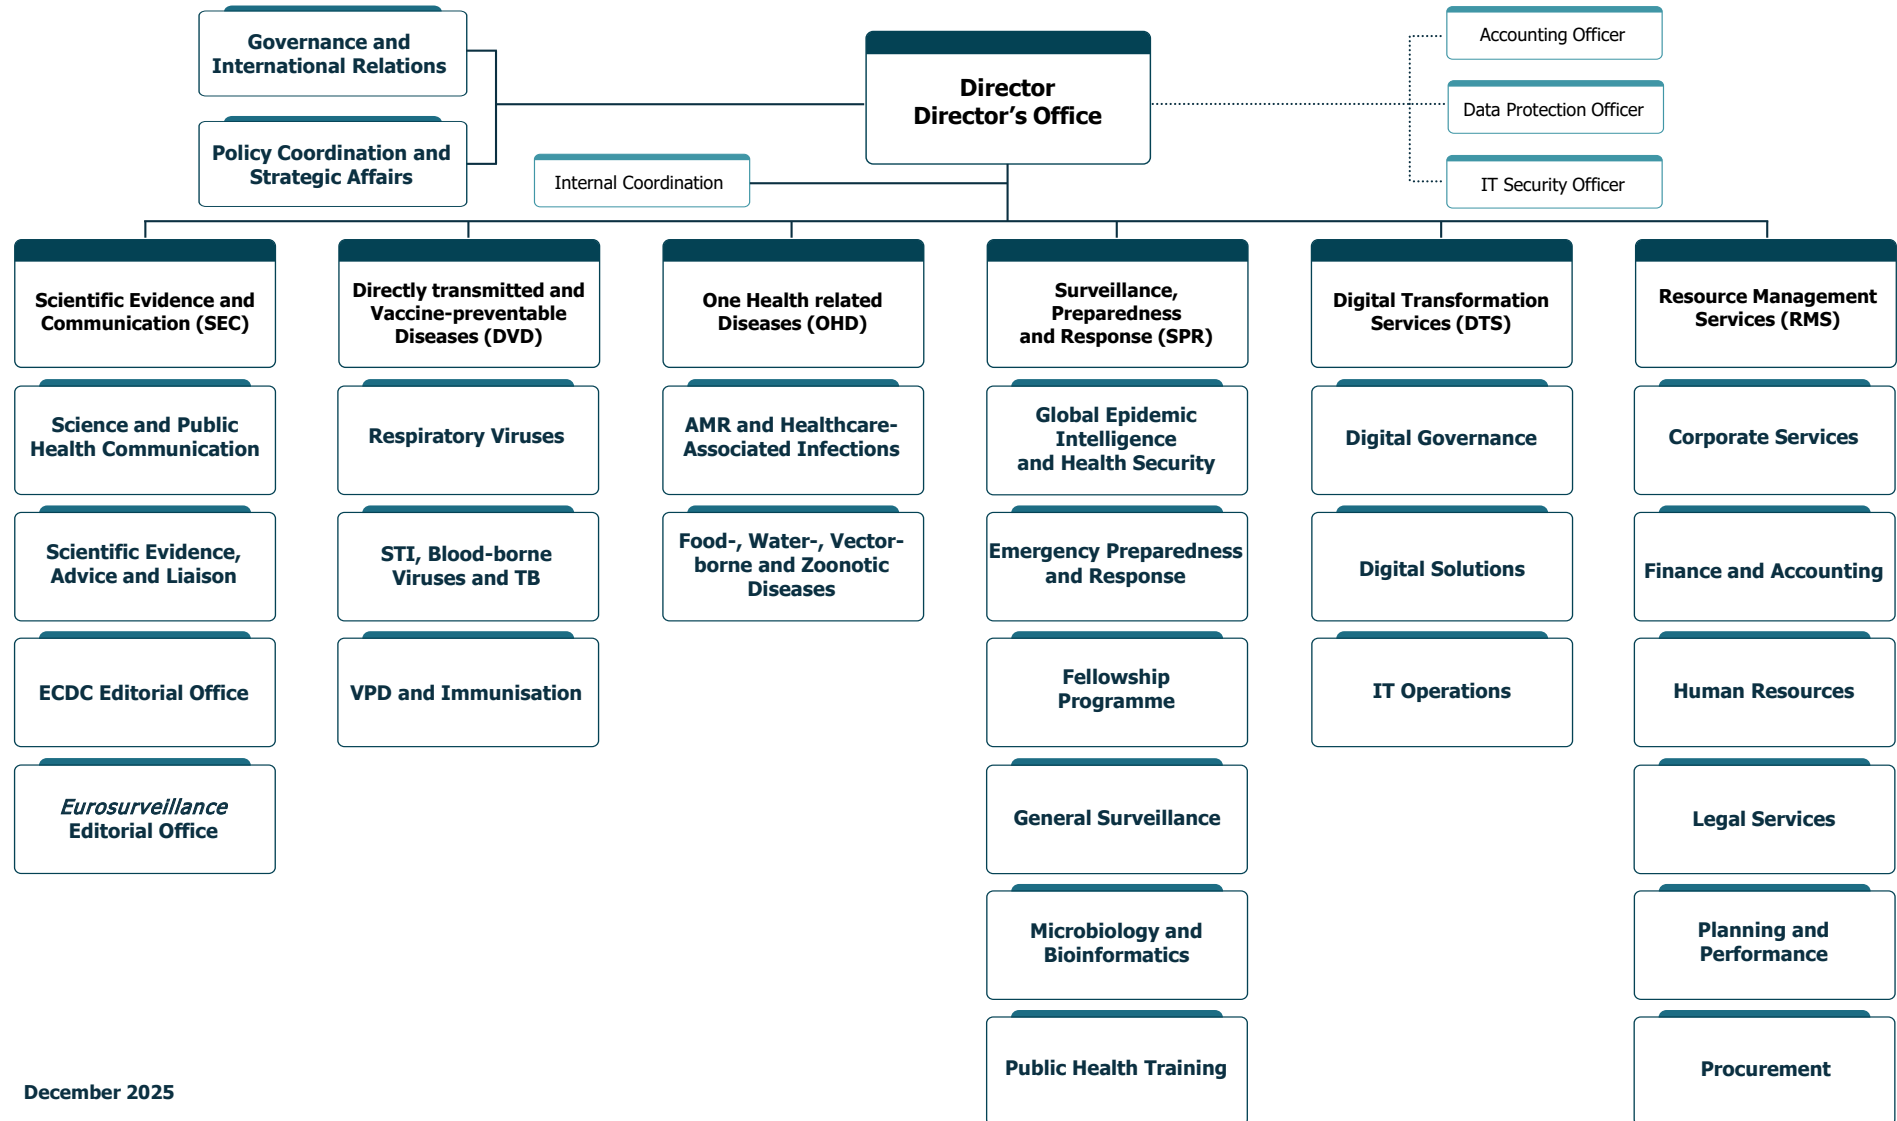 Governance and
International Relations
Policy Coordination and
Strategic Affairs
Director
Director’s Office
Internal Coordination
Accounting Officer
Data Protection Officer
IT Security Officer
Scientific Evidence and
Communication (SEC)
Science and Public
Health Communication
Scientific Evidence,
Advice and Liaison
ECDC Editorial Office
Eurosurveillance
Editorial Office
Directly transmitted and
Vaccine-preventable
Diseases (DVD)
Respiratory Viruses
STI, Blood-borne
Viruses and TB
VPD and Immunisation
One Health related
Diseases (OHD)
AMR and Healthcare-
Associated Infections
Food-, Water-, Vector-
borne and Zoonotic
Diseases
Surveillance,
Preparedness
and Response (SPR)
Global Epidemic
Intelligence
and Health Security
Emergency Preparedness
and Response
Fellowship
Programme
General Surveillance
Microbiology and
Bioinformatics
Public Health Training
Digital Transformation
Services (DTS)
Digital Governance
Digital Solutions
IT Operations
Resource Management
Services (RMS)
Corporate Services
Finance and Accounting
Human Resources
Legal Services
Planning and
Performance
Procurement
December 2025